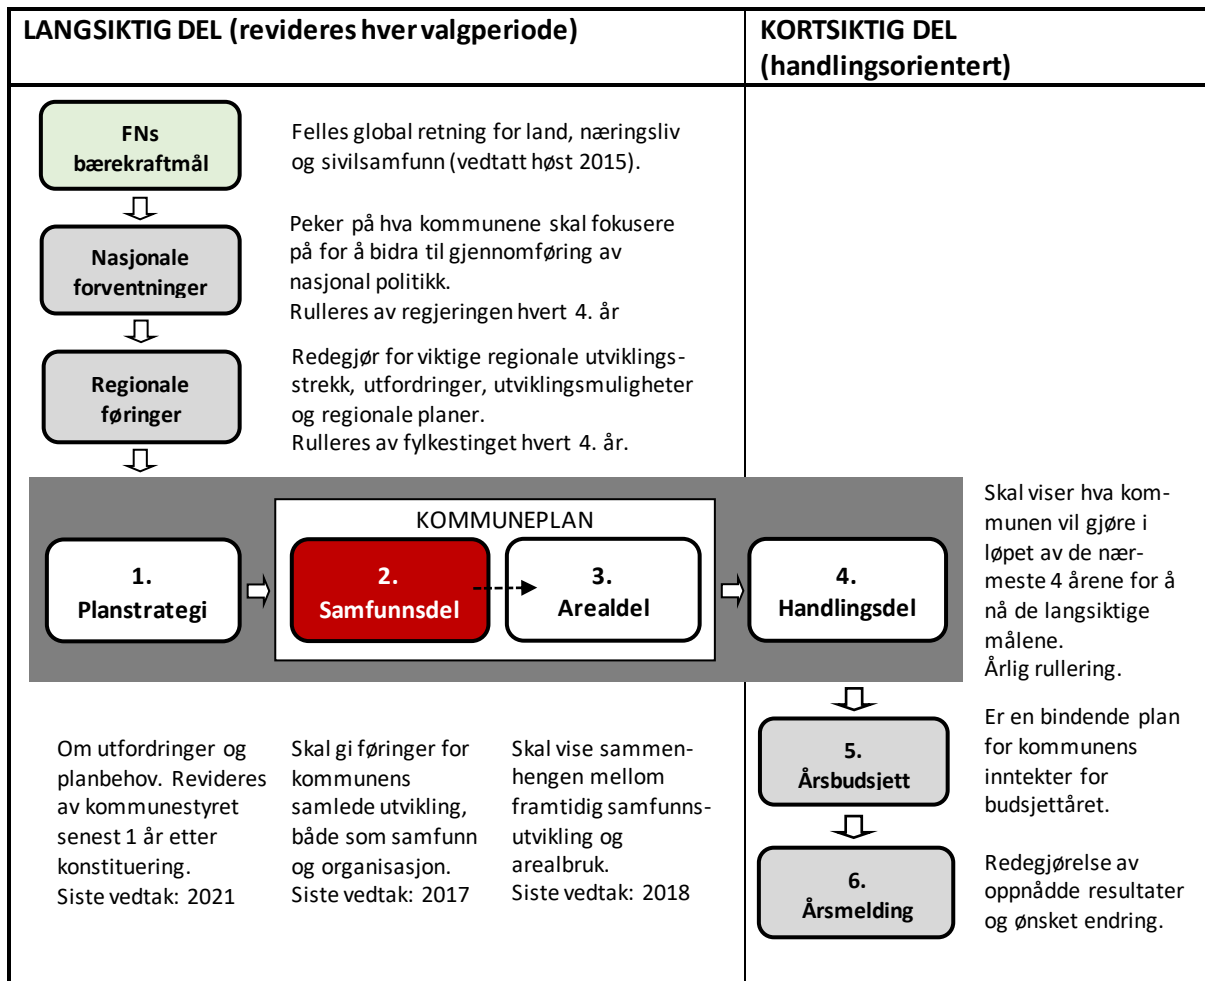 LANGSIKTIG DEL (revideres hver valgperiode)
KORTSIKTIG DEL
(handlingsorientert)
FNs
bærekraftmål
Felles global retning for land, næringsliv
og sivilsamfunn (vedtatt høst 2015).
Nasjonale
forventninger
Peker på hva kommunene skal fokusere
på for å bidra til gjennomføring av
nasjonal politikk.
Rulleres av regjeringen hvert 4. år
Regionale
føringer
Redegjør for viktige regionale utviklings-
strekk, utfordringer, utviklingsmuligheter
og regionale planer.
Rulleres av fylkestinget hvert 4. år.
KOMMUNEPLAN
1.
Planstrategi
2.
Samfunnsdel
3.
Arealdel
4.
Handlingsdel
Skal viser hva kom-
munen vil gjøre i
løpet av de nær-
meste 4 årene for å
nå de langsiktige
målene.
Årlig rullering.
Om utfordringer og
planbehov. Revideres
av kommunestyret
senest 1 år etter
konstituering.
Siste vedtak: 2021
Skal gi føringer for
kommunens
samlede utvikling,
både som samfunn
og organisasjon.
Siste vedtak: 2017
Skal vise sammen-
hengen mellom
framtidig samfunns-
utvikling og
arealbruk.
Siste vedtak: 2018
5.
Årsbudsjett
Er en bindende plan
for kommunens
inntekter for
budsjettåret.
6.
Årsmelding
Redegjørelse av
oppnådde resultater
og ønsket endring.